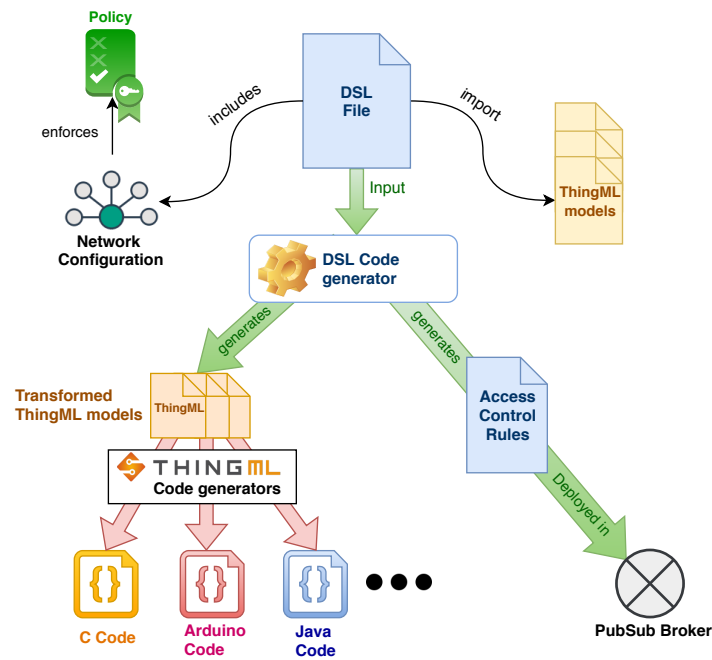 Policy
DSL
File
includes
import
enforces
ThingML
models
Input
Network
Configuration
DSL Code
generator
generates
generates
Transformed
ThingML models
ThingML
Access
Control
Rules
THINGML
Code generators
Deployed in
C Code
Arduino
Code
Java
Code
PubSub Broker